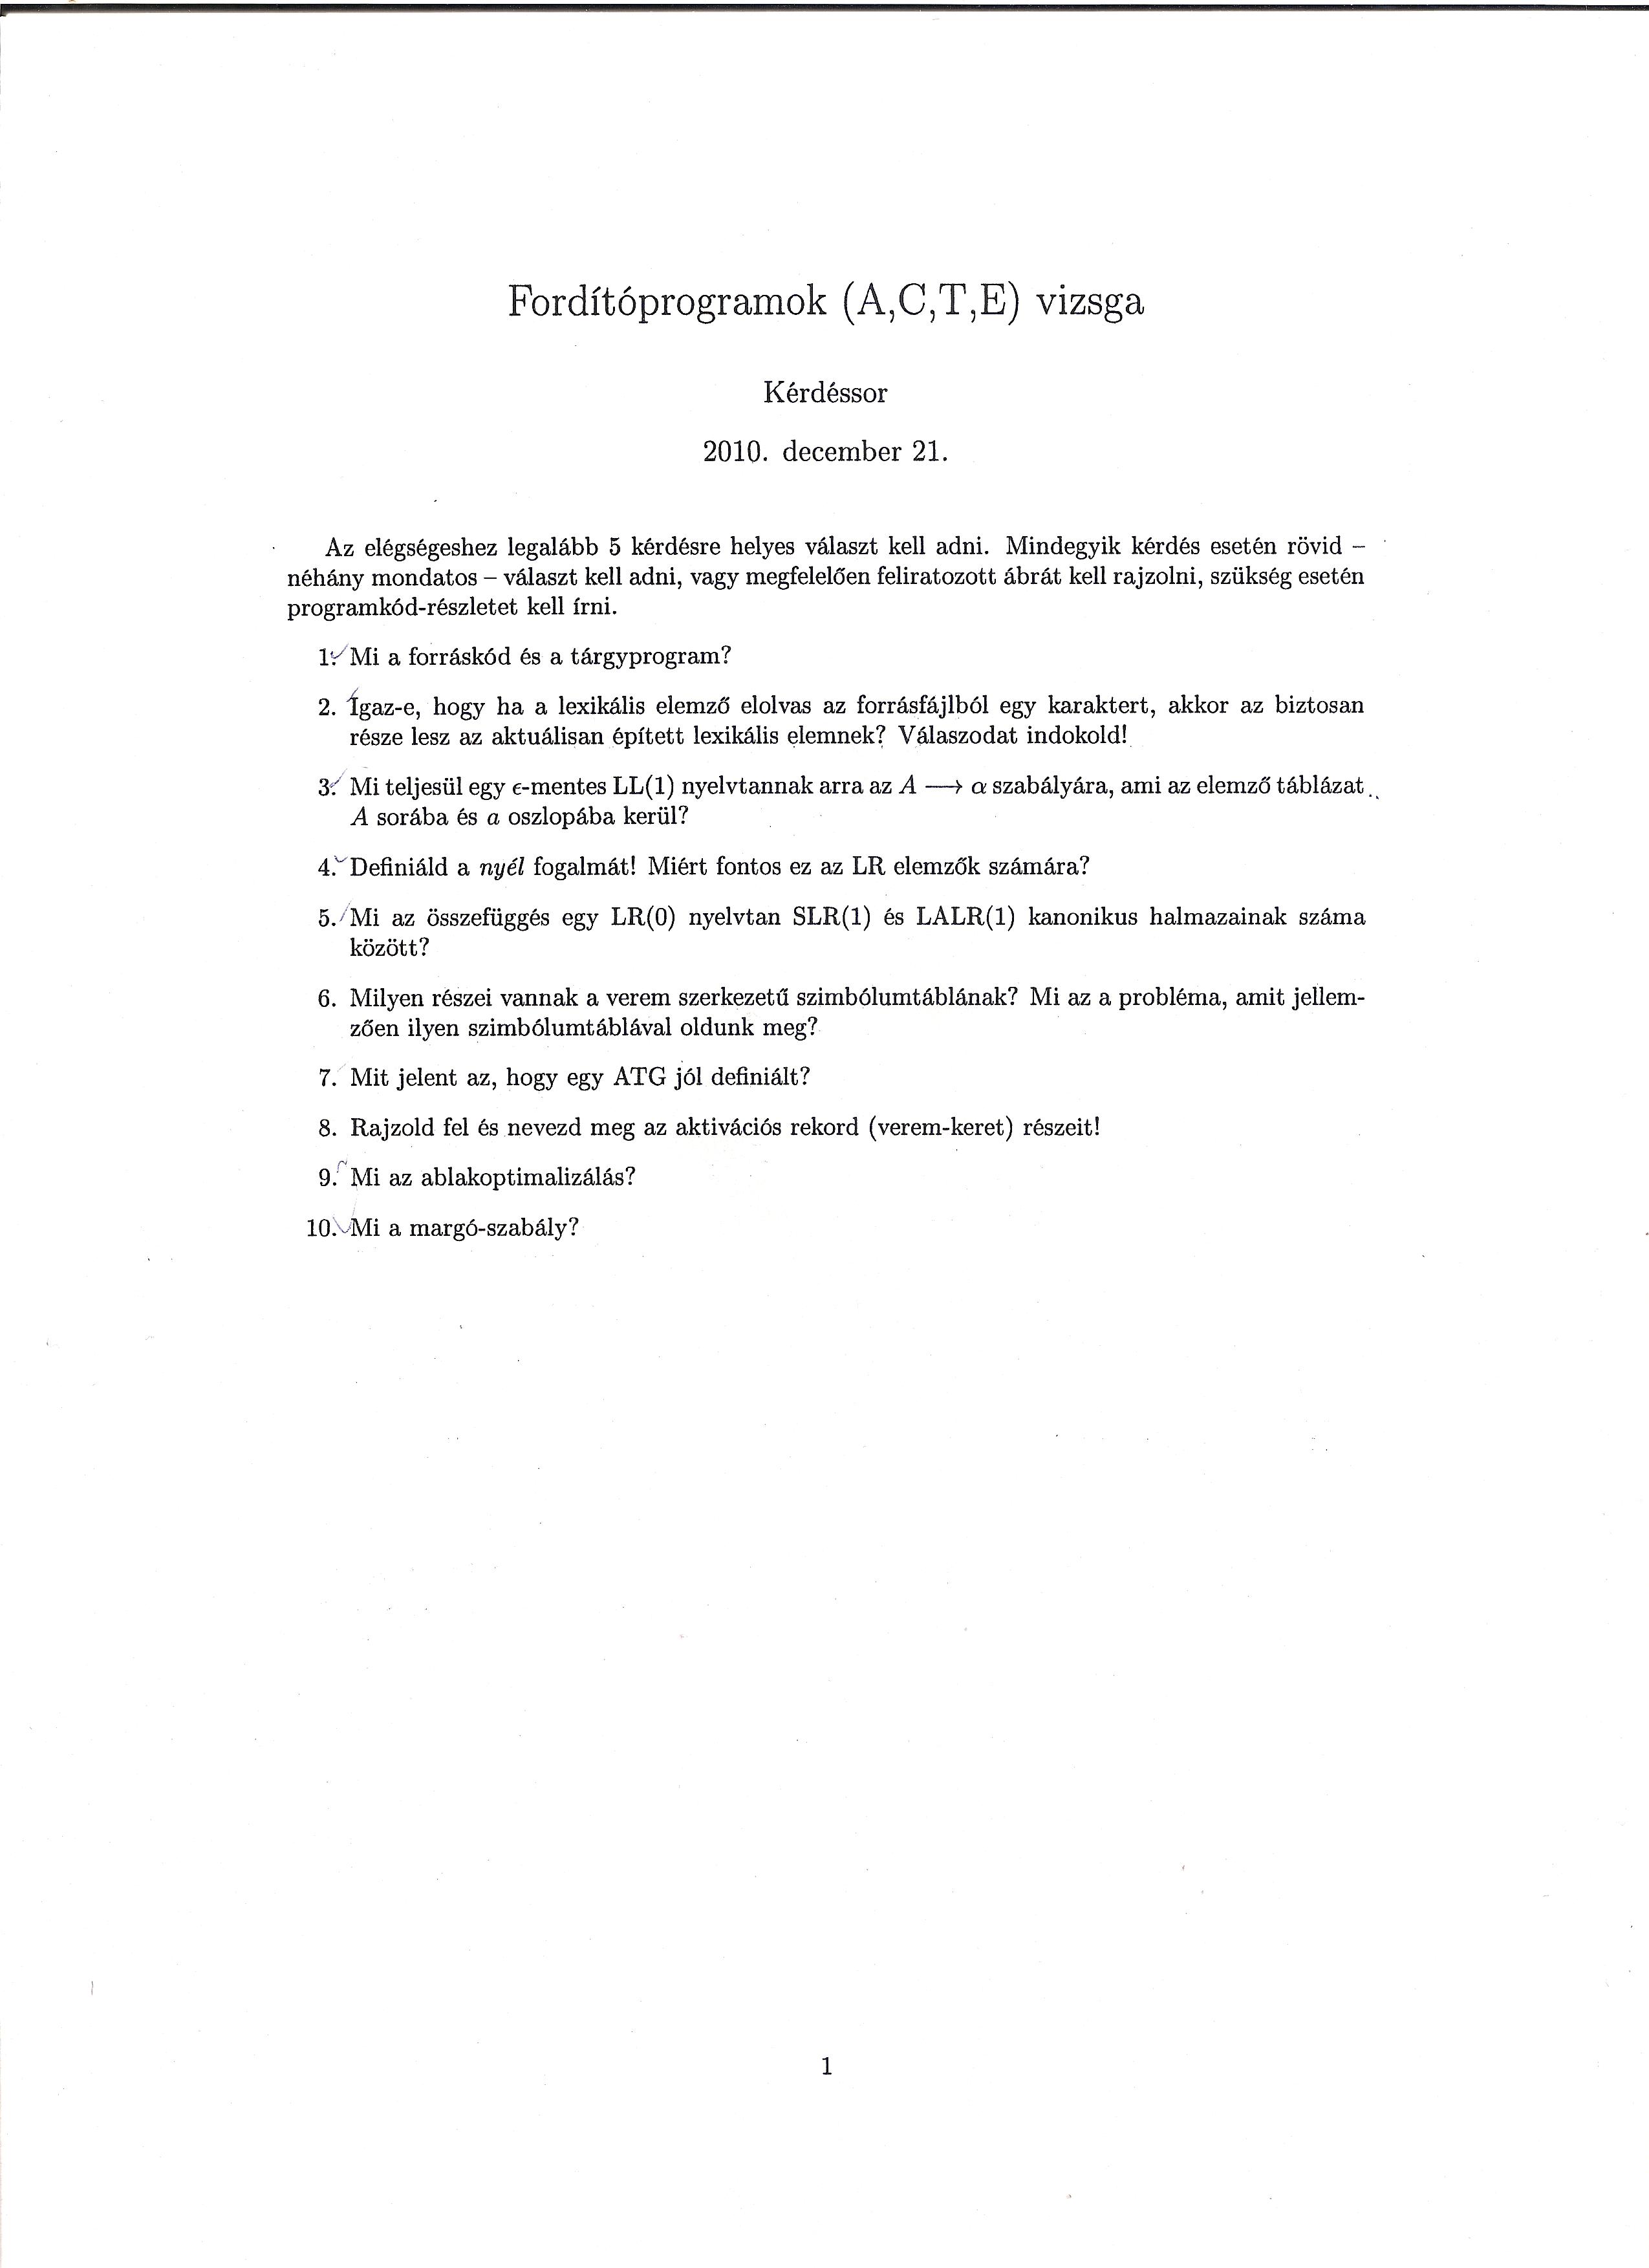 Fordítóprogramok (A,C,T,E) vizsga
Kérdéssor
2010. december 21.
Az elégségeshez legalább 5 kérdésre helyes választ kell adni. Mindegyik kérdés esetén rövid –
néhány mondatos – választ kell adni, vagy megfelelően feliratozott ábrát kell rajzolni, szükség esetén
programkód-részletet kell írni.
1. Mi a forráskód és a tárgyprogram?
2. Igaz-e, hogy ha a lexikális elemző elolvas az forrásfájlból egy karaktert, akkor az biztosan
része lesz az aktuálisan épített lexikális elemnek? Válaszodat indokold!
3. Mi teljesül egy ϵ-mentes LL(1) nyelvtannak arra az A ⟶ α szabályára, ami az elemző táblázat
A sorába és a oszlopába kerül?
4. Definiáld a nyél fogalmát! Miért fontos ez az LR elemzők számára?
5. Mi az összefüggés egy LR(0) nyelvtan SLR(1) és LALR(1) kanonikus halmazainak száma
között?
6. Milyen részei vannak a verem szerkezetű szimbólumtáblának? Mi az a probléma, amit jellem-
zően ilyen szimbólumtáblával oldunk meg?
7. Mit jelent az, hogy egy ATG jól definiált?
8. Rajzold fel és nevezd meg az aktivációs rekord (verem-keret) részeit!
9. Mi az ablakoptimalizálás?
10. Mi a margó-szabály?
1